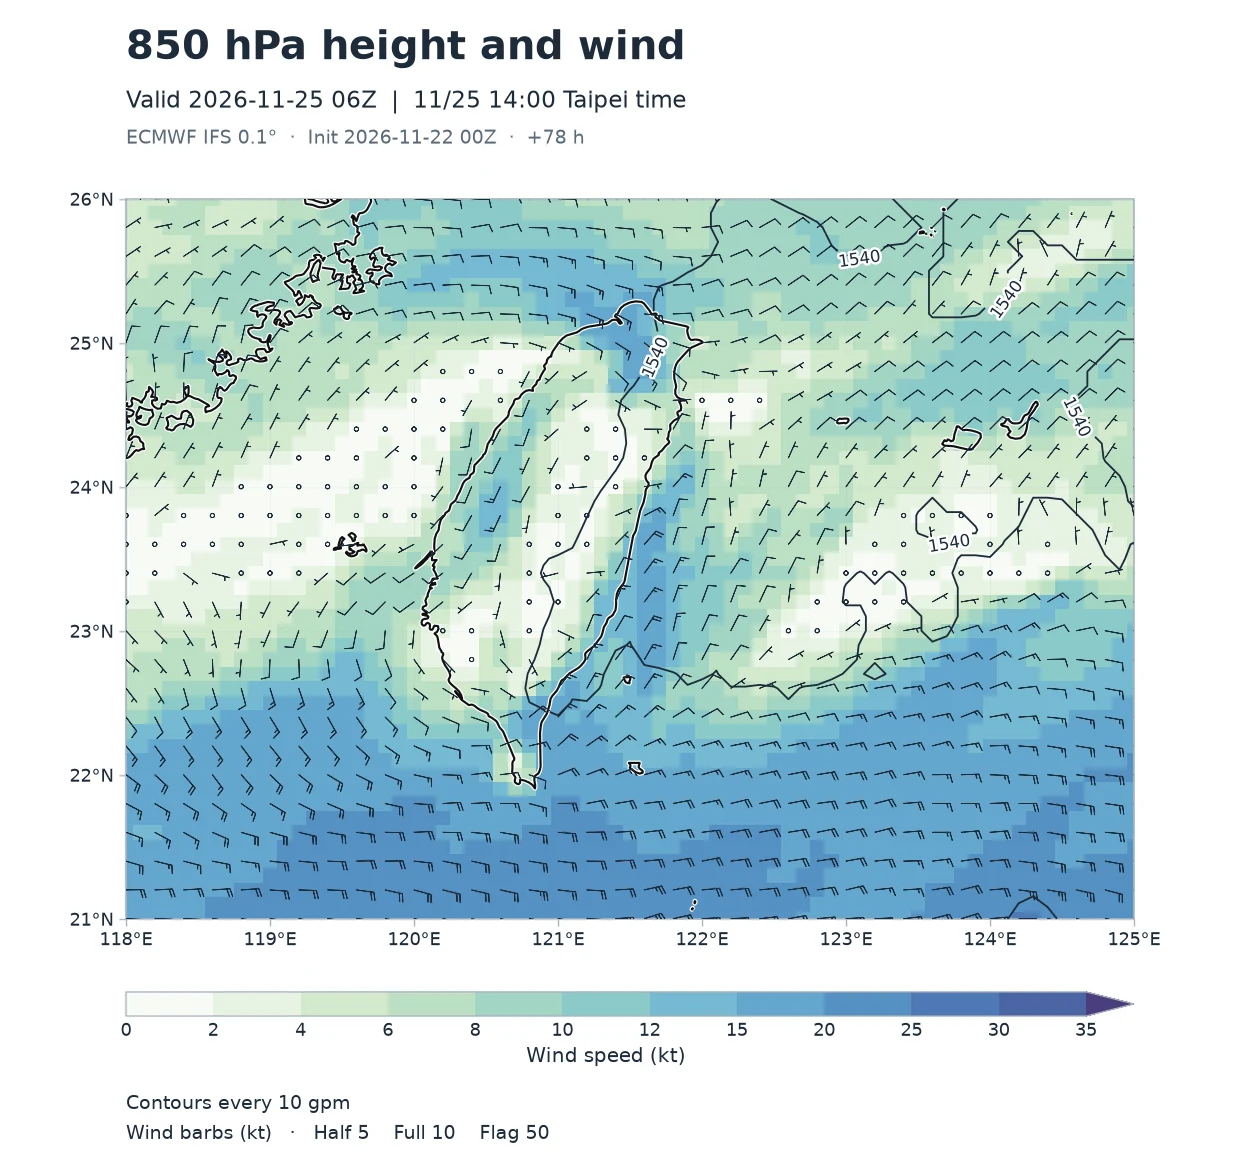 850 hPa height and wind
Valid 2026-11-25 06Z | 11/25 14:00 Taipei time
ECMWF IFS 0.1° · Init 2026-11-22 00Z · +78 h
26°N
1540
1540
25°N
1540
1540
24°N
1540
23°N
22°N
21°N
118°E 119°E 120°E 121°E 122°E 123°E 124°E 125°E
0 2 4 6 8 10 12 15 20 25 30 35
Wind speed (kt)
Contours every 10 gpm
Wind barbs (kt) · Half 5 Full 10 Flag 50